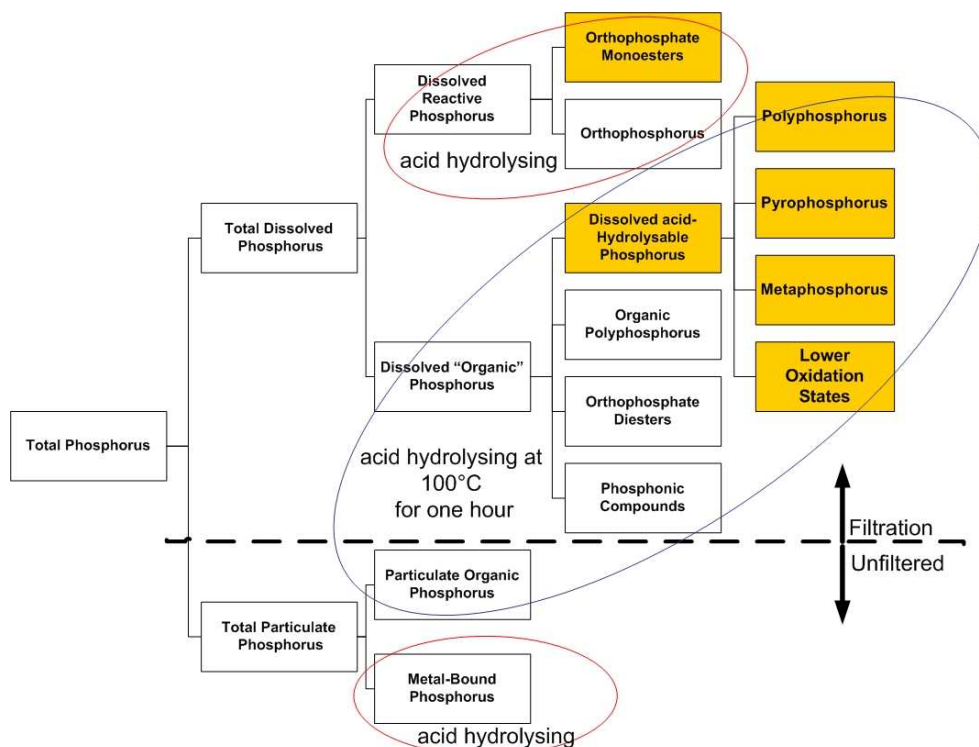 Orthophosphate
Monoesters
Dissolved
Reactive
Phosphorus
Orthophosphorus
acid hydrolysing
Polyphosphorus
Pyrophosphorus
Total Dissolved
Phosphorus
Dissolved acid-
Hydrolysable
Phosphorus
Metaphosphorus
Organic
Polyphosphorus
Dissolved “Organic”
Phosphorus
Lower
Oxidation
States
Orthophosphate
Diesters
Total Phosphorus
acid hydrolysing at
100°C
for one hour
Phosphonic
Compounds
Filtration
Unfiltered
Particulate Organic
Phosphorus
Total Particulate
Phosphorus
Metal-Bound
Phosphorus
acid hydrolysing